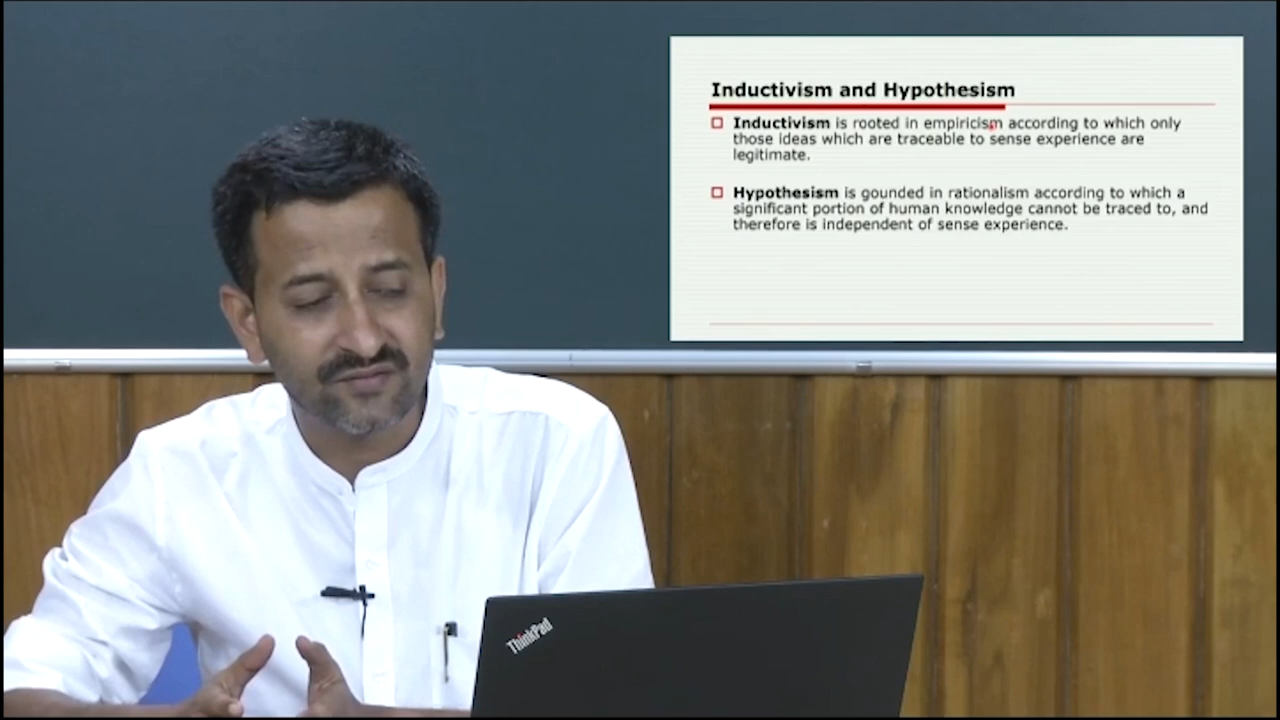 Inductivism and Hypothesism
Inductivism is rooted in empiricism according to which only
those ideas which are traceable to sense experience are
legitimate.
Hypothesism is gounded in rationalism according to which a
significant portion of human knowledge cannot be traced to, and
therefore is independent of sense experience.
ThinkPad